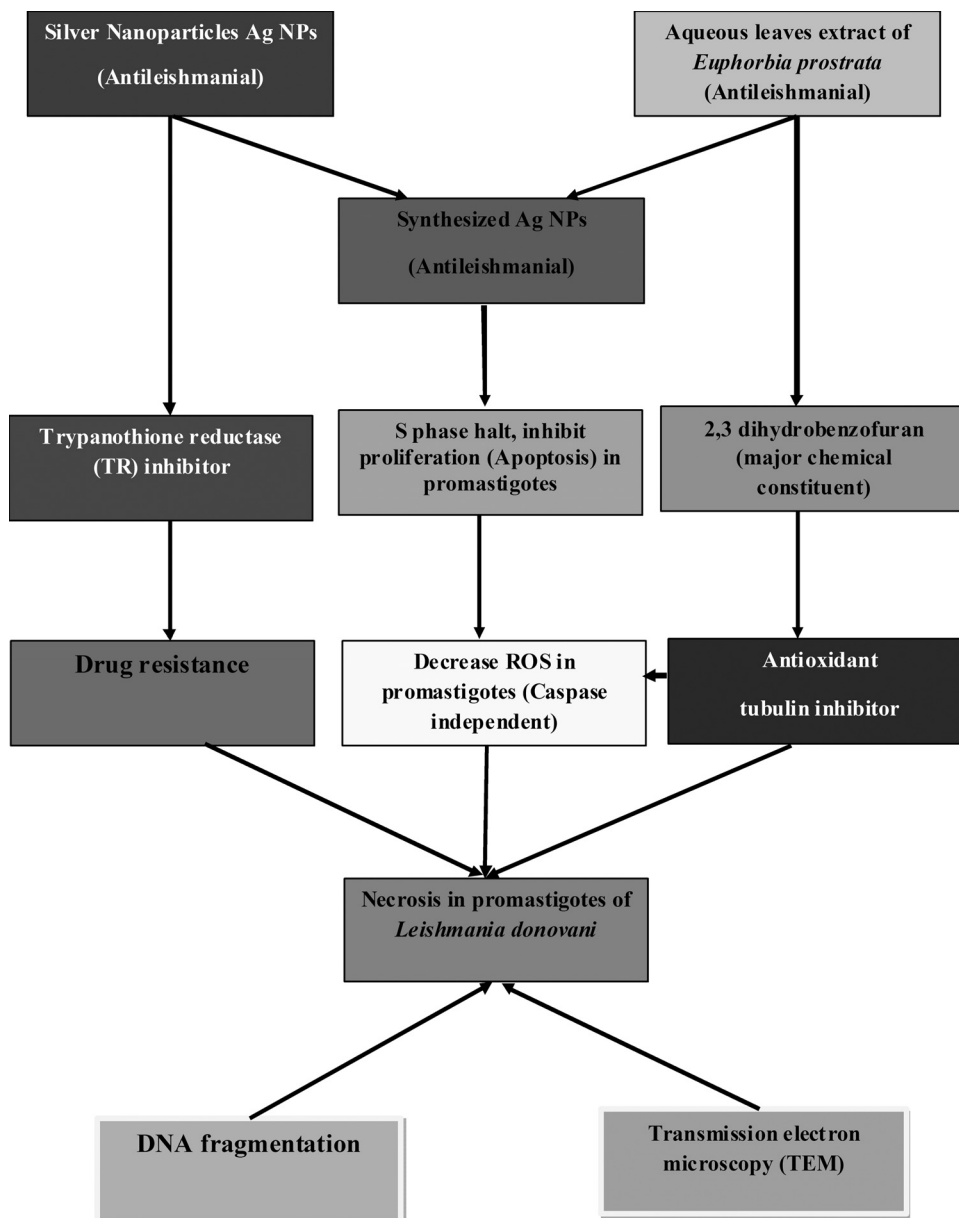 Silver Nanoparticles Ag NPs
(Antileishmanial)
Aqueous leaves extract of
Euphorbia prostrata
(Antileishmanial)
Synthesized Ag NPs
(Antileishmanial)
Trypanothione reductase
(TR) inhibitor
S phase halt, inhibit
proliferation (Apoptosis) in
promastigotes
2,3 dihydrobenzofuran
(major chemical
constituent)
Drug resistance
Decrease ROS in
promastigotes (Caspase
independent)
Antioxidant
tubulin inhibitor
Necrosis in promastigotes of
Leishmania donovani
DNA fragmentation
Transmission electron
microscopy (TEM)